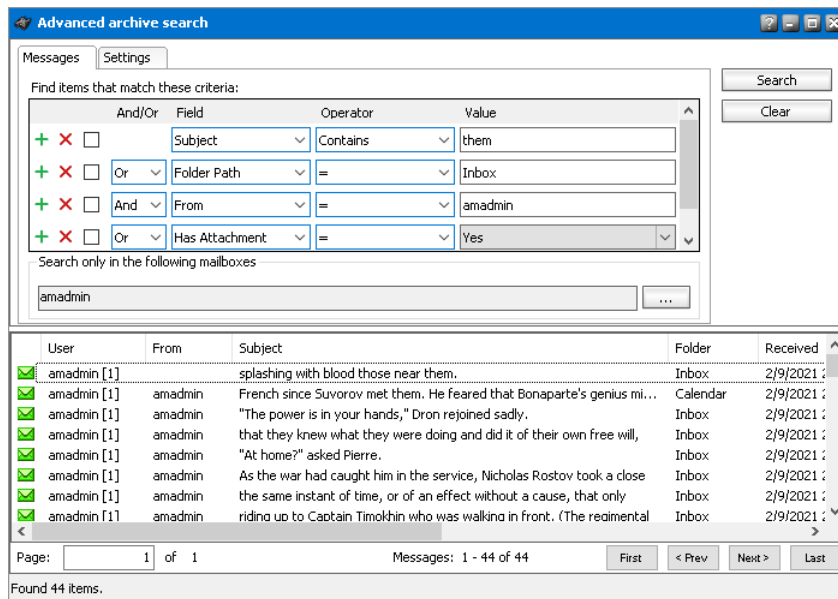 Advanced archive search
Messages Settings
Find items that match these criteria:
Search
And/Or Field Operator Value
Clear
Subject Contains them
Or Folder Path = Inbox
And From = amadmin
Or Has Attachment = Yes
Search only in the following mailboxes
amadmin ...
User From Subject Folder Received
amadmin [1] splashing with blood those near them. Inbox 2/9/2021
amadmin [1] amadmin French since Suvorov met them. He feared that Bonaparte's genius mi... Calendar 2/9/2021
amadmin [1] amadmin "The power is in your hands," Dron rejoined sadly. Inbox 2/9/2021
amadmin [1] amadmin that they knew what they were doing and did it of their own free will, Inbox 2/9/2021
amadmin [1] amadmin "At home?" asked Pierre. Inbox 2/9/2021
amadmin [1] amadmin As the war had caught him in the service, Nicholas Rostov took a close Inbox 2/9/2021
amadmin [1] amadmin the same instant of time, or of an effect without a cause, that only Inbox 2/9/2021
amadmin [1] amadmin riding up to Captain Timokhin who was walking in front. (The regimental Inbox 2/9/2021
Page: 1 of 1 Messages: 1 - 44 of 44 First < Prev Next > Last
Found 44 items.